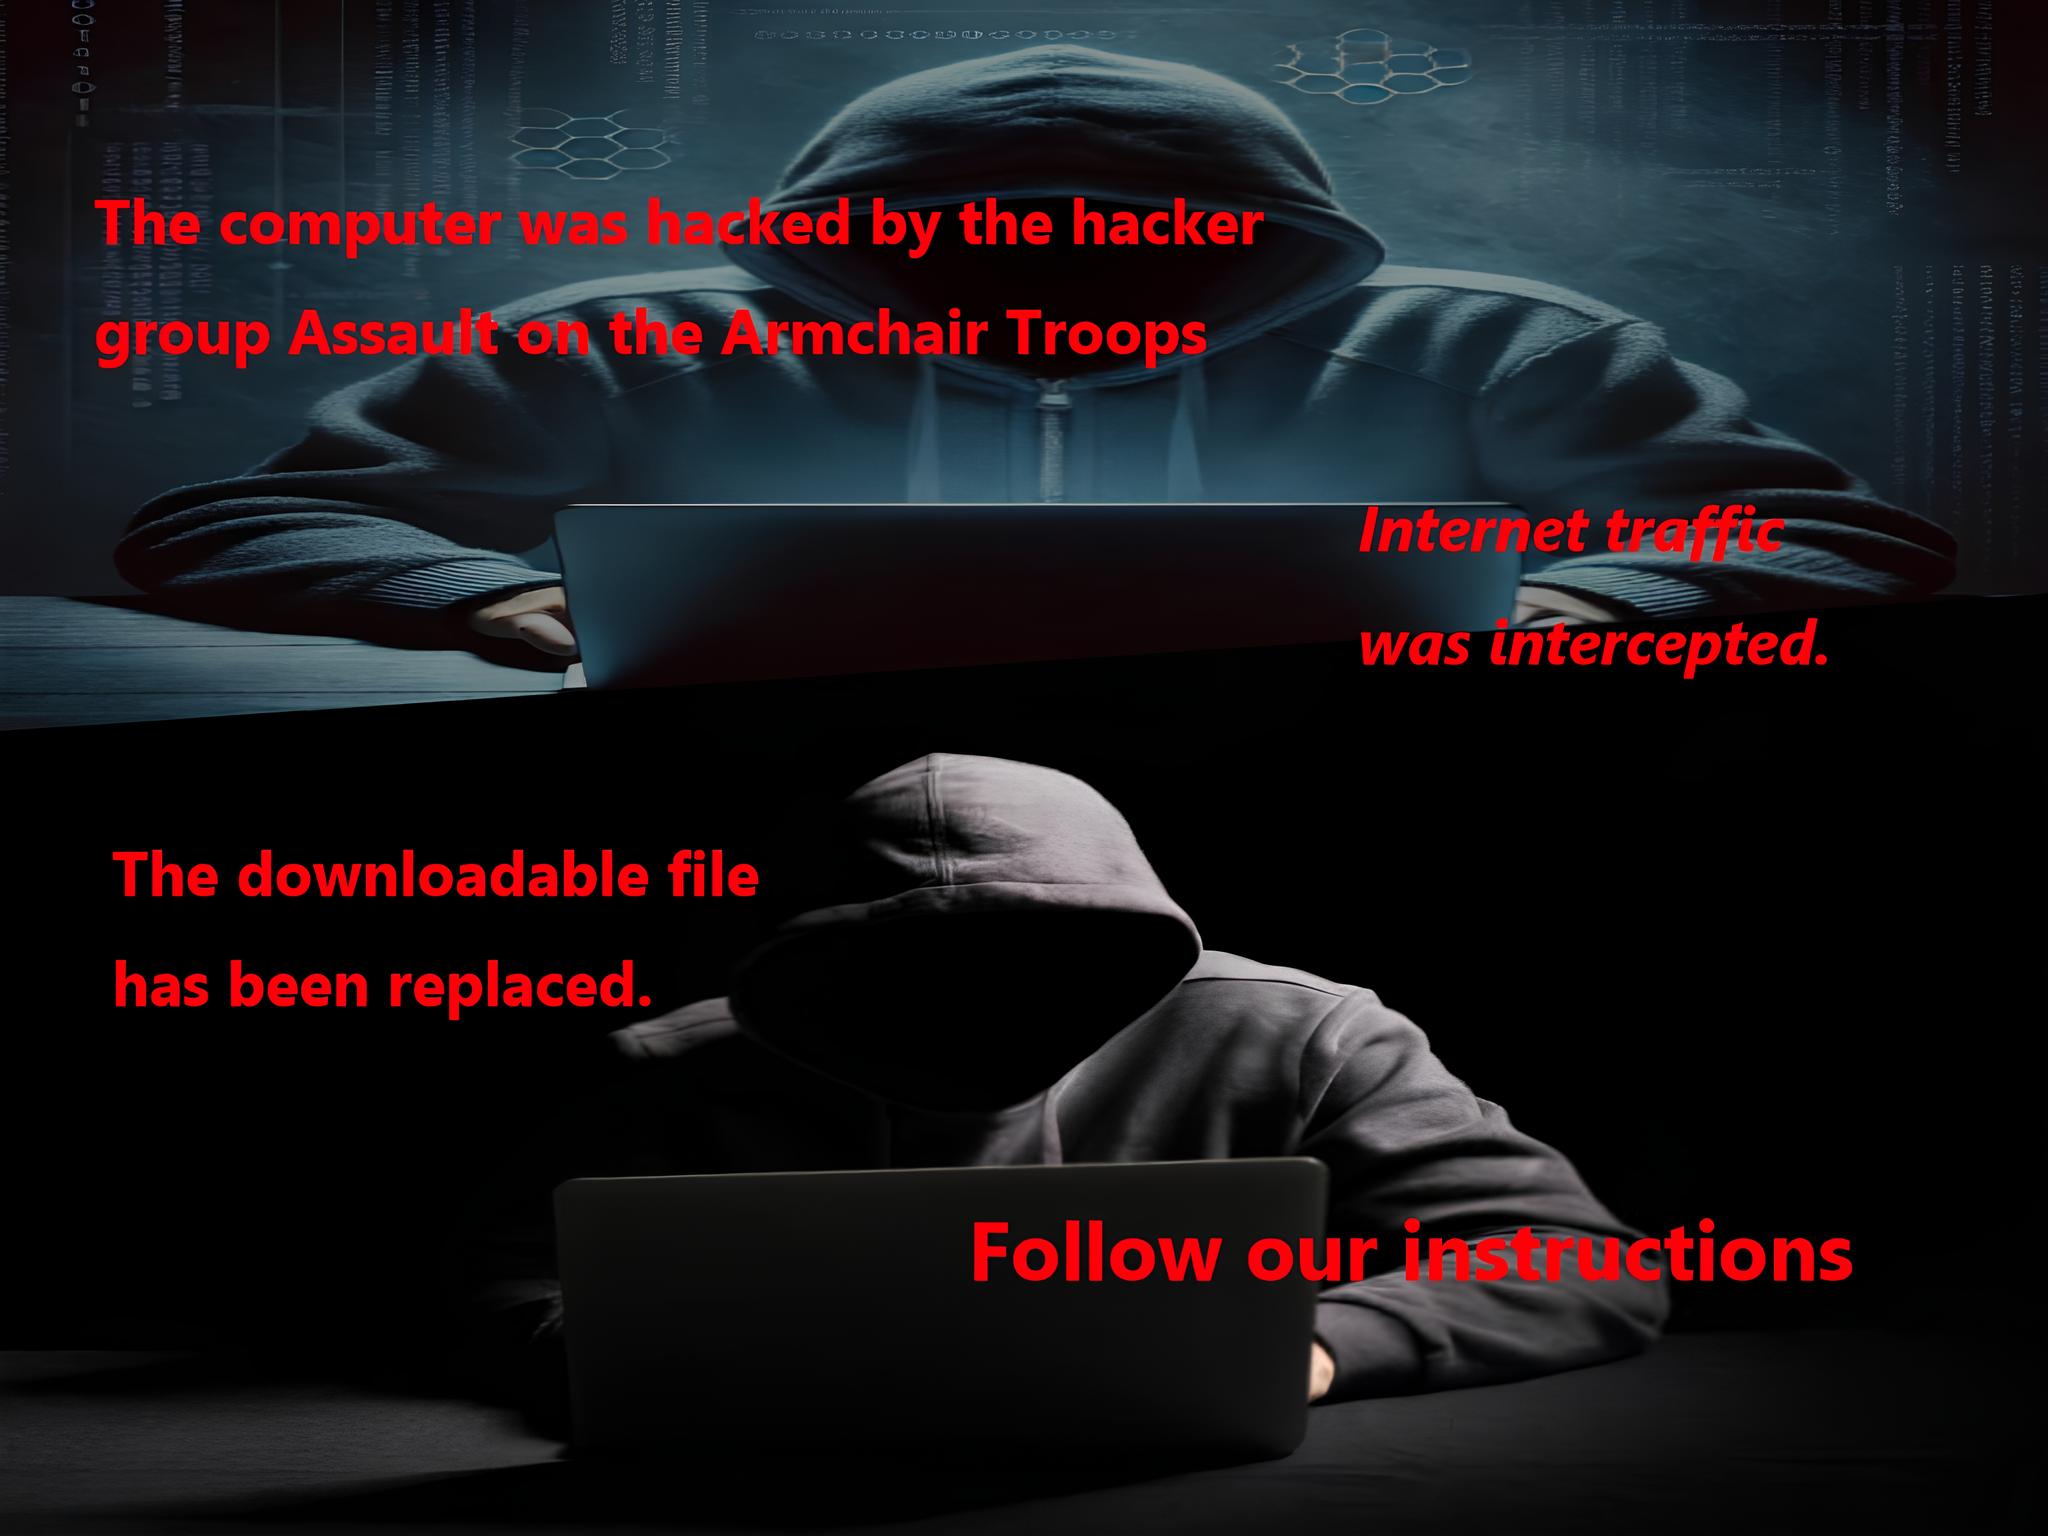 The computer was hacked by the hacker
group Assault on the Armchair Troops
Internet traffic
was intercepted.
The downloadable file
has been replaced.
Follow our instructions